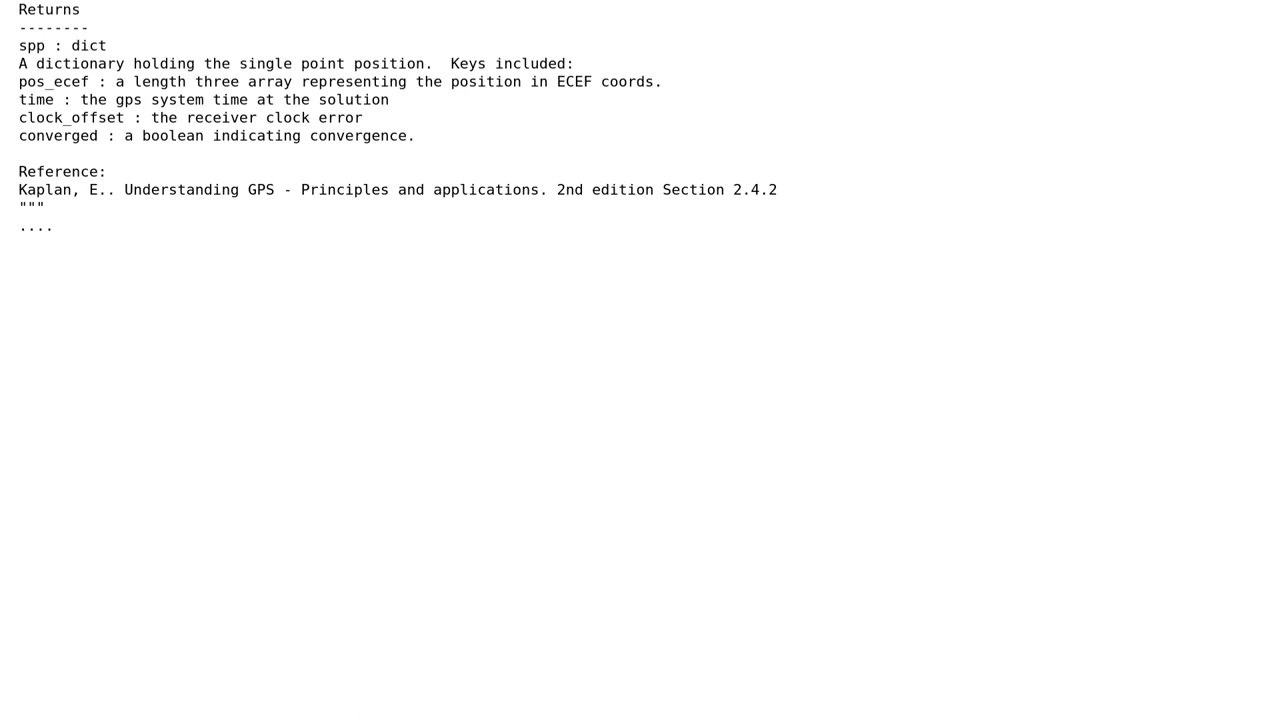 Returns
--------
spp : dict
A dictionary holding the single point position.  Keys included:
pos_ecef : a length three array representing the position in ECEF coords.
time : the gps system time at the solution
clock_offset : the receiver clock error
converged : a boolean indicating convergence.

Reference:
Kaplan, E.. Understanding GPS - Principles and applications. 2nd edition Section 2.4.2
"""
....